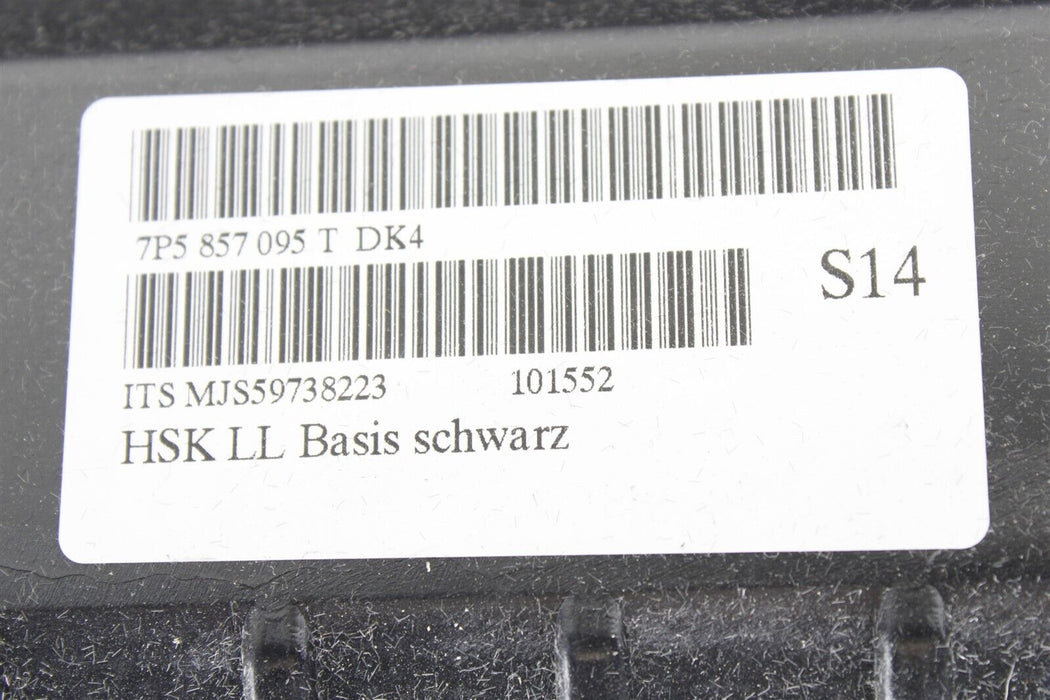 7P5 857 095 T DK4
S14
ITS MJS59738223 101552
HSK LL Basis schwarz